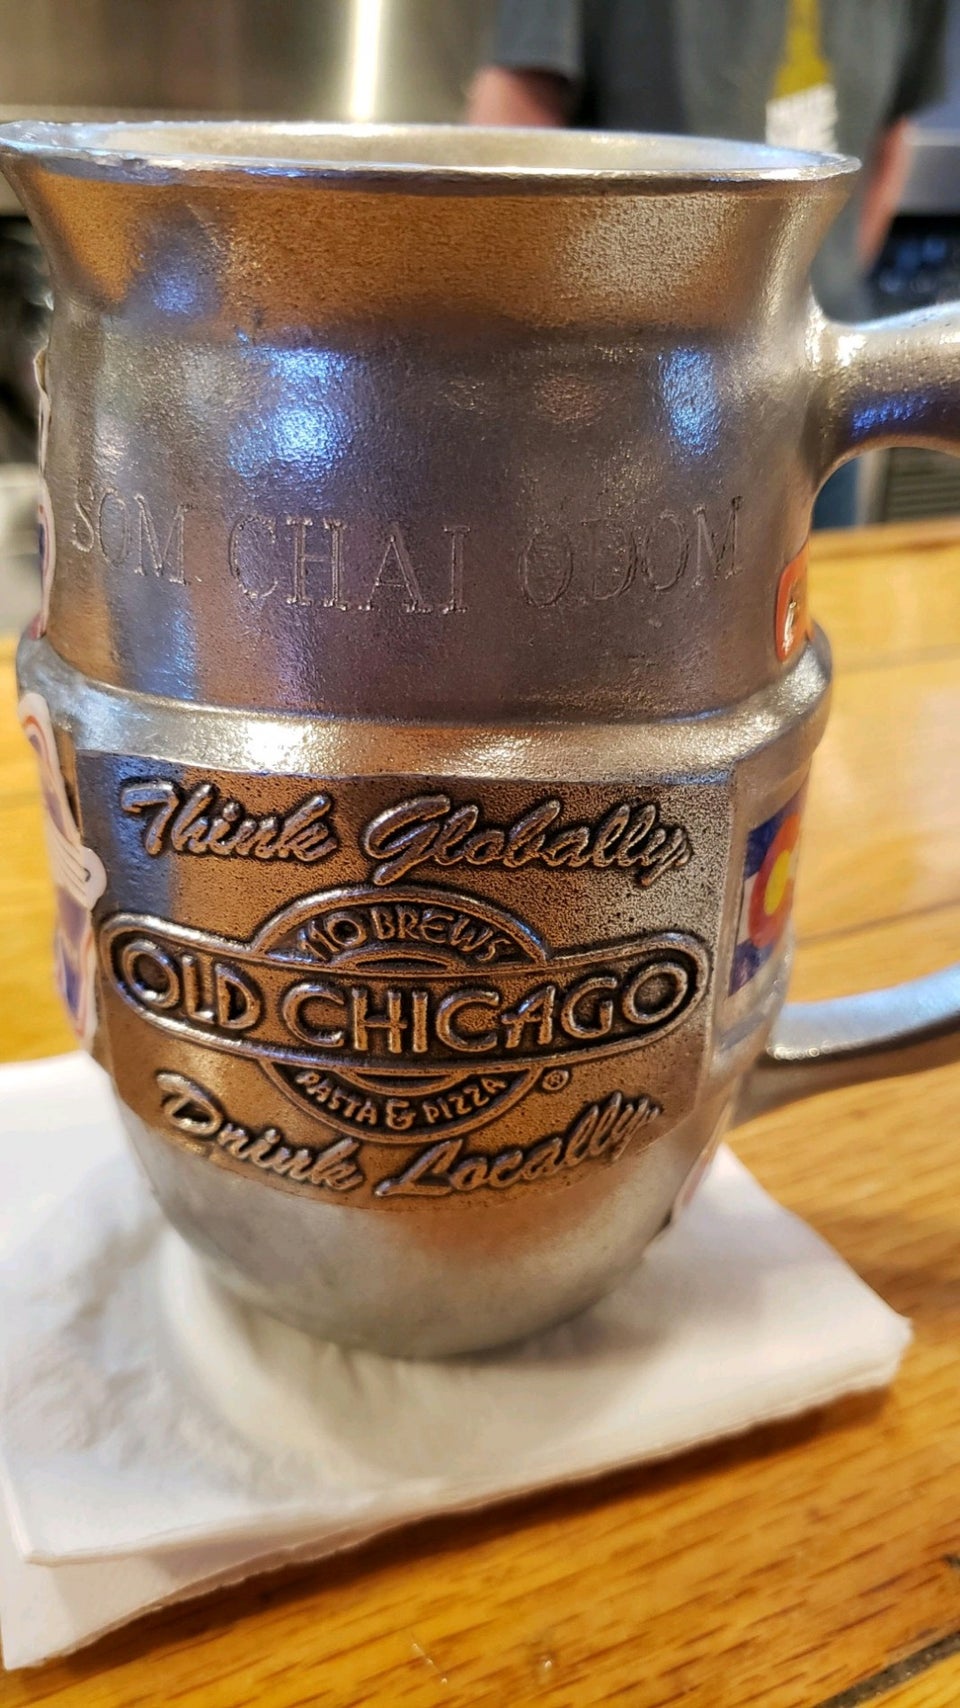 SOM CHAI ODOM
Think Globally
110 BREWS
OLD CHICAGO
PASTA & PIZZA ®
Drink Locally